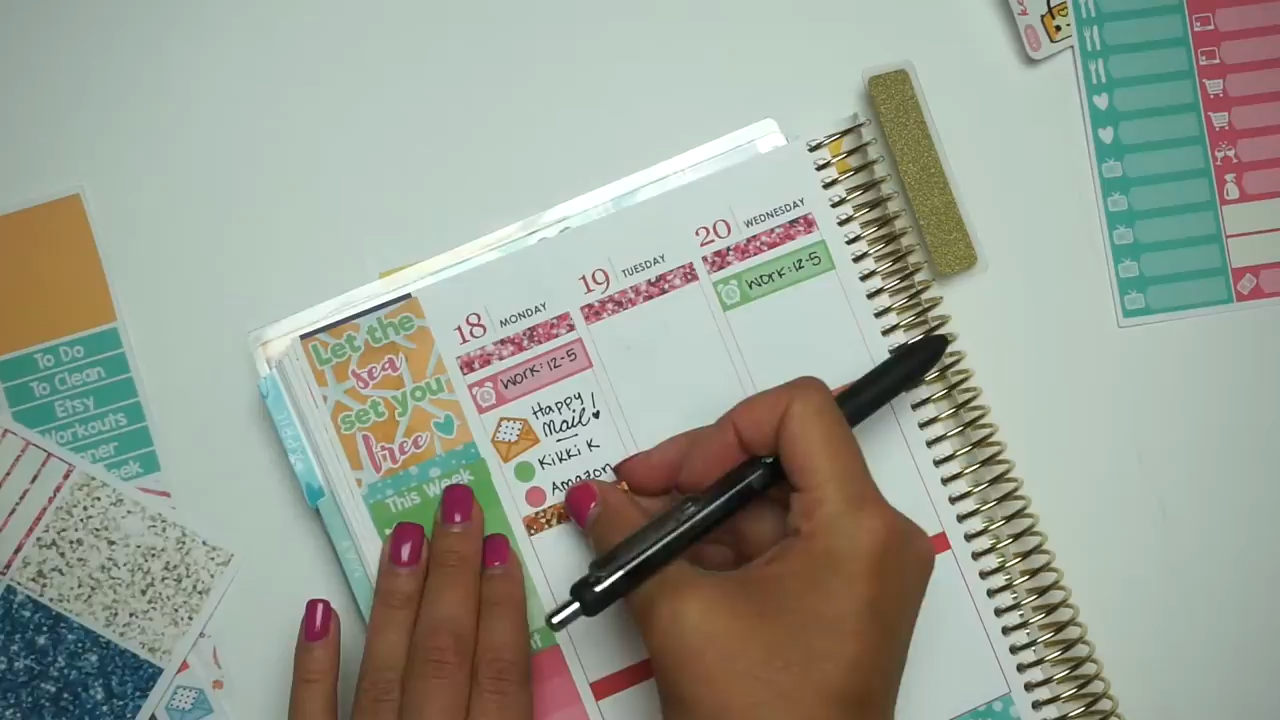 18 MONDAY
19 TUESDAY
20 WEDNESDAY
Work: 12-5
Work: 12-5
Happy
Mail!
Kikki K
Amazon
Let the
sea
set you
free
This Week
APRIL
To Do
To Clean
Etsy
Workouts